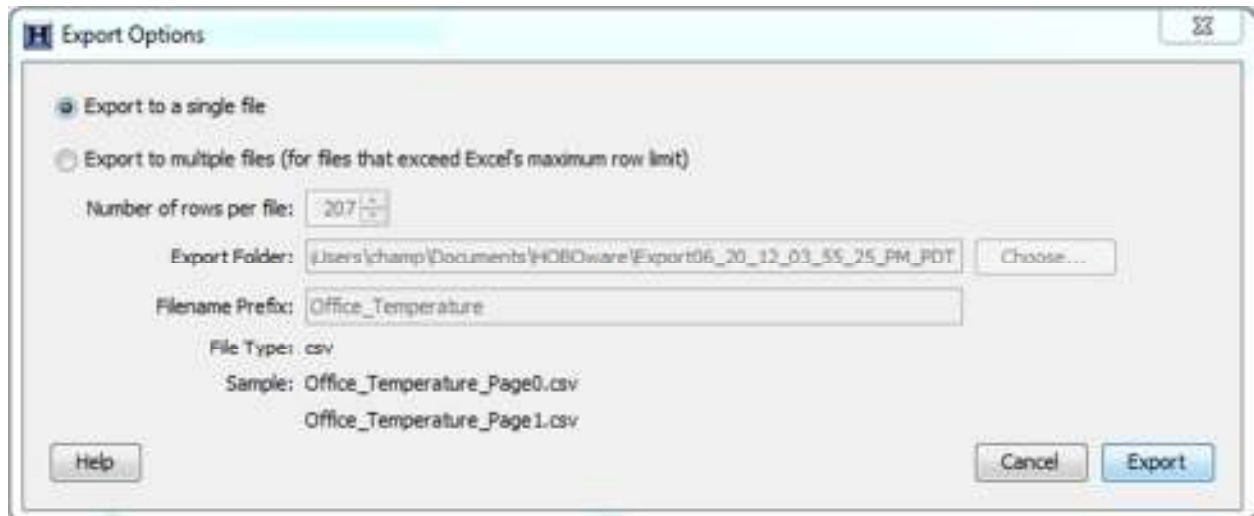 H Export Options
Export to a single file
Export to multiple files (for files that exceed Excel's maximum row limit)
Number of rows per file: 207
Export Folder: \Users\champ\Documents\HOBOware\Export06_20_12_03_55_25_PM_PDT Choose...
Filename Prefix: Office_Temperature
File Type: csv
Sample: Office_Temperature_Page0.csv
Office_Temperature_Page1.csv
Help Cancel Export